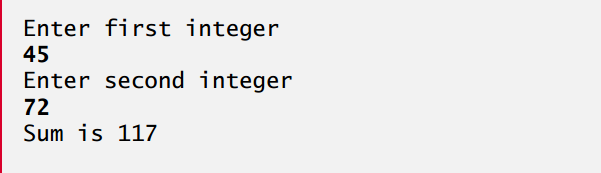 Enter first integer
45
Enter second integer
72
Sum is 117